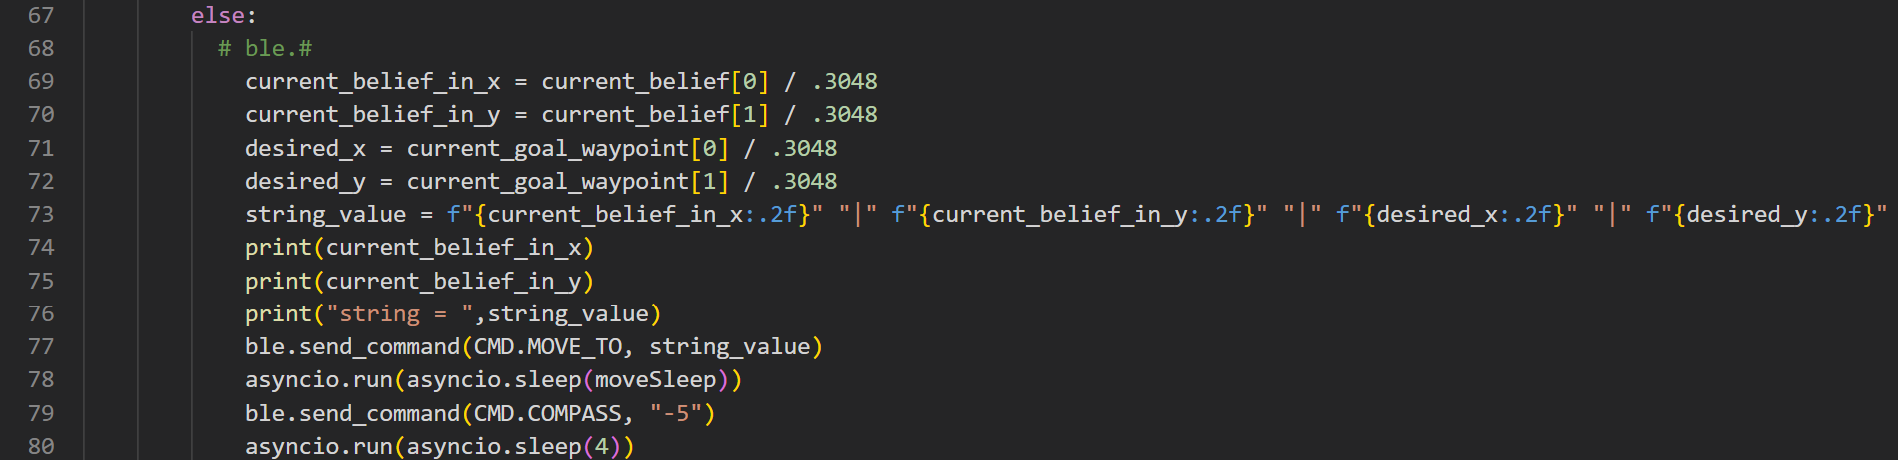 67 else:
68 # ble.#
69 current_belief_in_x = current_belief[0] / .3048
70 current_belief_in_y = current_belief[1] / .3048
71 desired_x = current_goal_waypoint[0] / .3048
72 desired_y = current_goal_waypoint[1] / .3048
73 string_value = f"{current_belief_in_x:.2f}" "|" f"{current_belief_in_y:.2f}" "|" f"{desired_x:.2f}" "|" f"{desired_y:.2f}"
74 print(current_belief_in_x)
75 print(current_belief_in_y)
76 print("string = ",string_value)
77 ble.send_command(CMD.MOVE_TO, string_value)
78 asyncio.run(asyncio.sleep(moveSleep))
79 ble.send_command(CMD.COMPASS, "-5")
80 asyncio.run(asyncio.sleep(4))